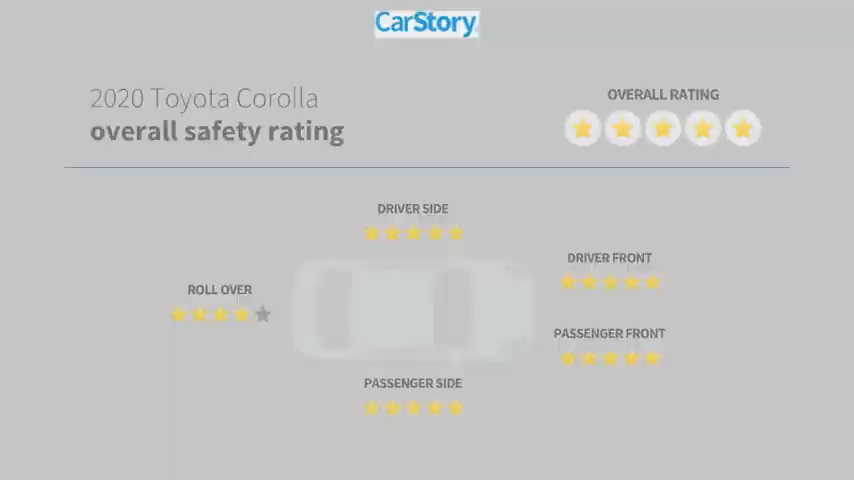 CarStory
2020 Toyota Corolla
overall safety rating
OVERALL RATING
DRIVER SIDE
DRIVER FRONT
ROLL OVER
PASSENGER FRONT
PASSENGER SIDE